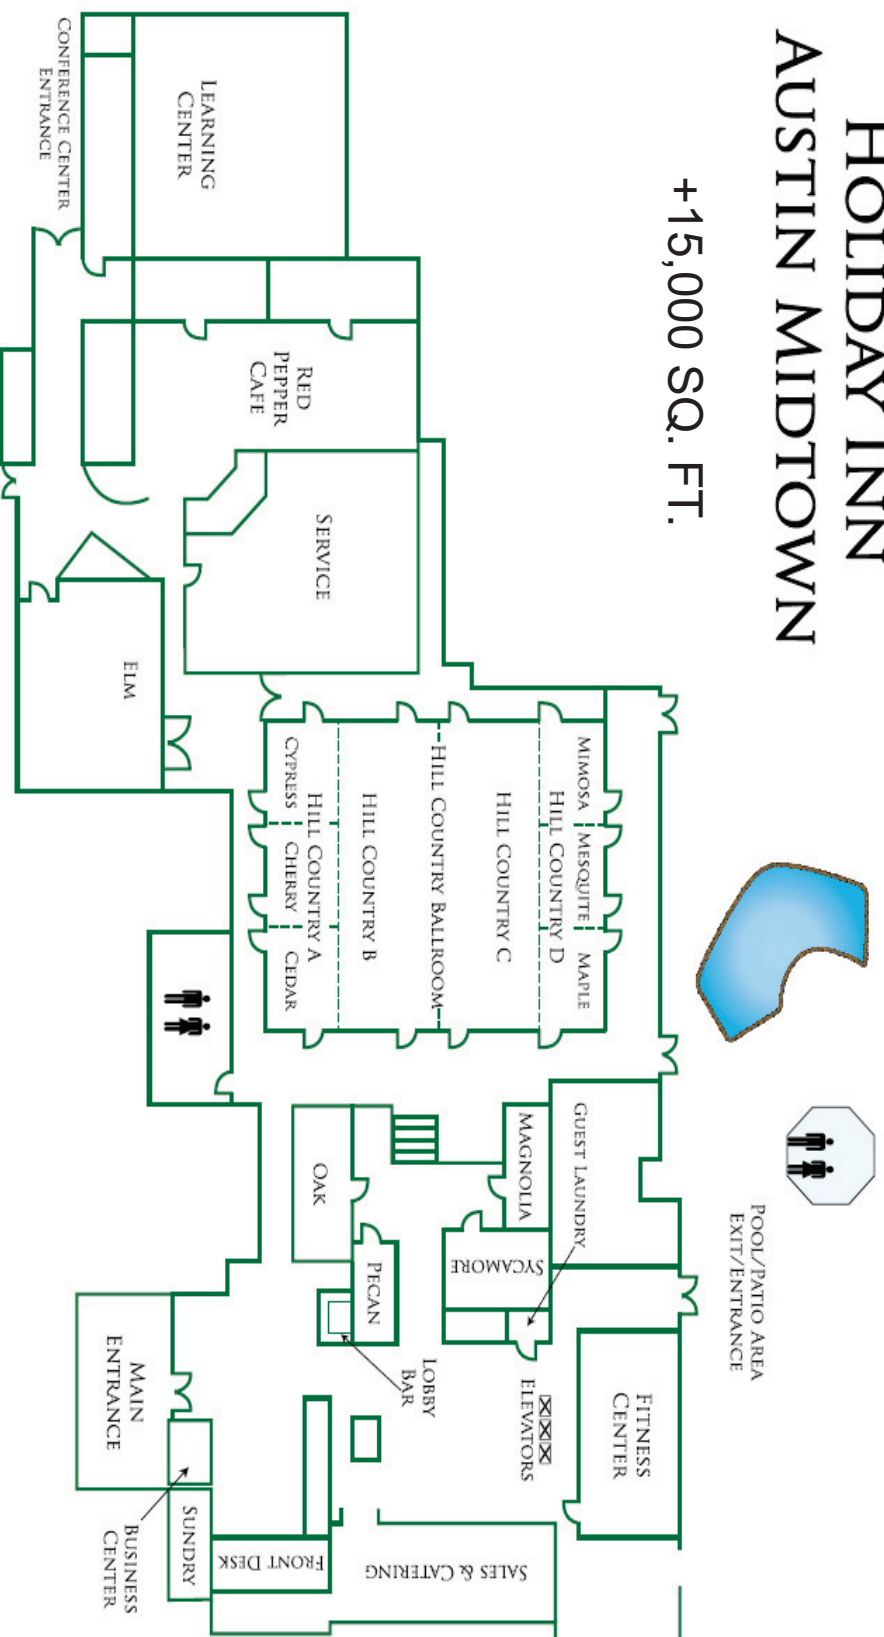 HOLIDAY INN
AUSTIN MIDTOWN
+15,000 SQ. FT.
POOL/PATIO AREA
EXIT/ENTRANCE
LEARNING
CENTER
CONFERENCE CENTER
ENTRANCE
RED
PEPPER
CAFE
SERVICE
ELM
MIMOSA
MESQUITE
MAPLE
HILL COUNTRY D
HILL COUNTRY C
HILL COUNTRY BALLROOM
HILL COUNTRY B
HILL COUNTRY A
CYPRESS
CHERRY
CEDAR
GUEST LAUNDRY
MAGNOLIA
SYCAMORE
OAK
PECAN
LOBBY
BAR
ELEVATORS
FITNESS
CENTER
MAIN
ENTRANCE
BUSINESS
CENTER
SUNDRY
FRONT DESK
SALES & CATERING